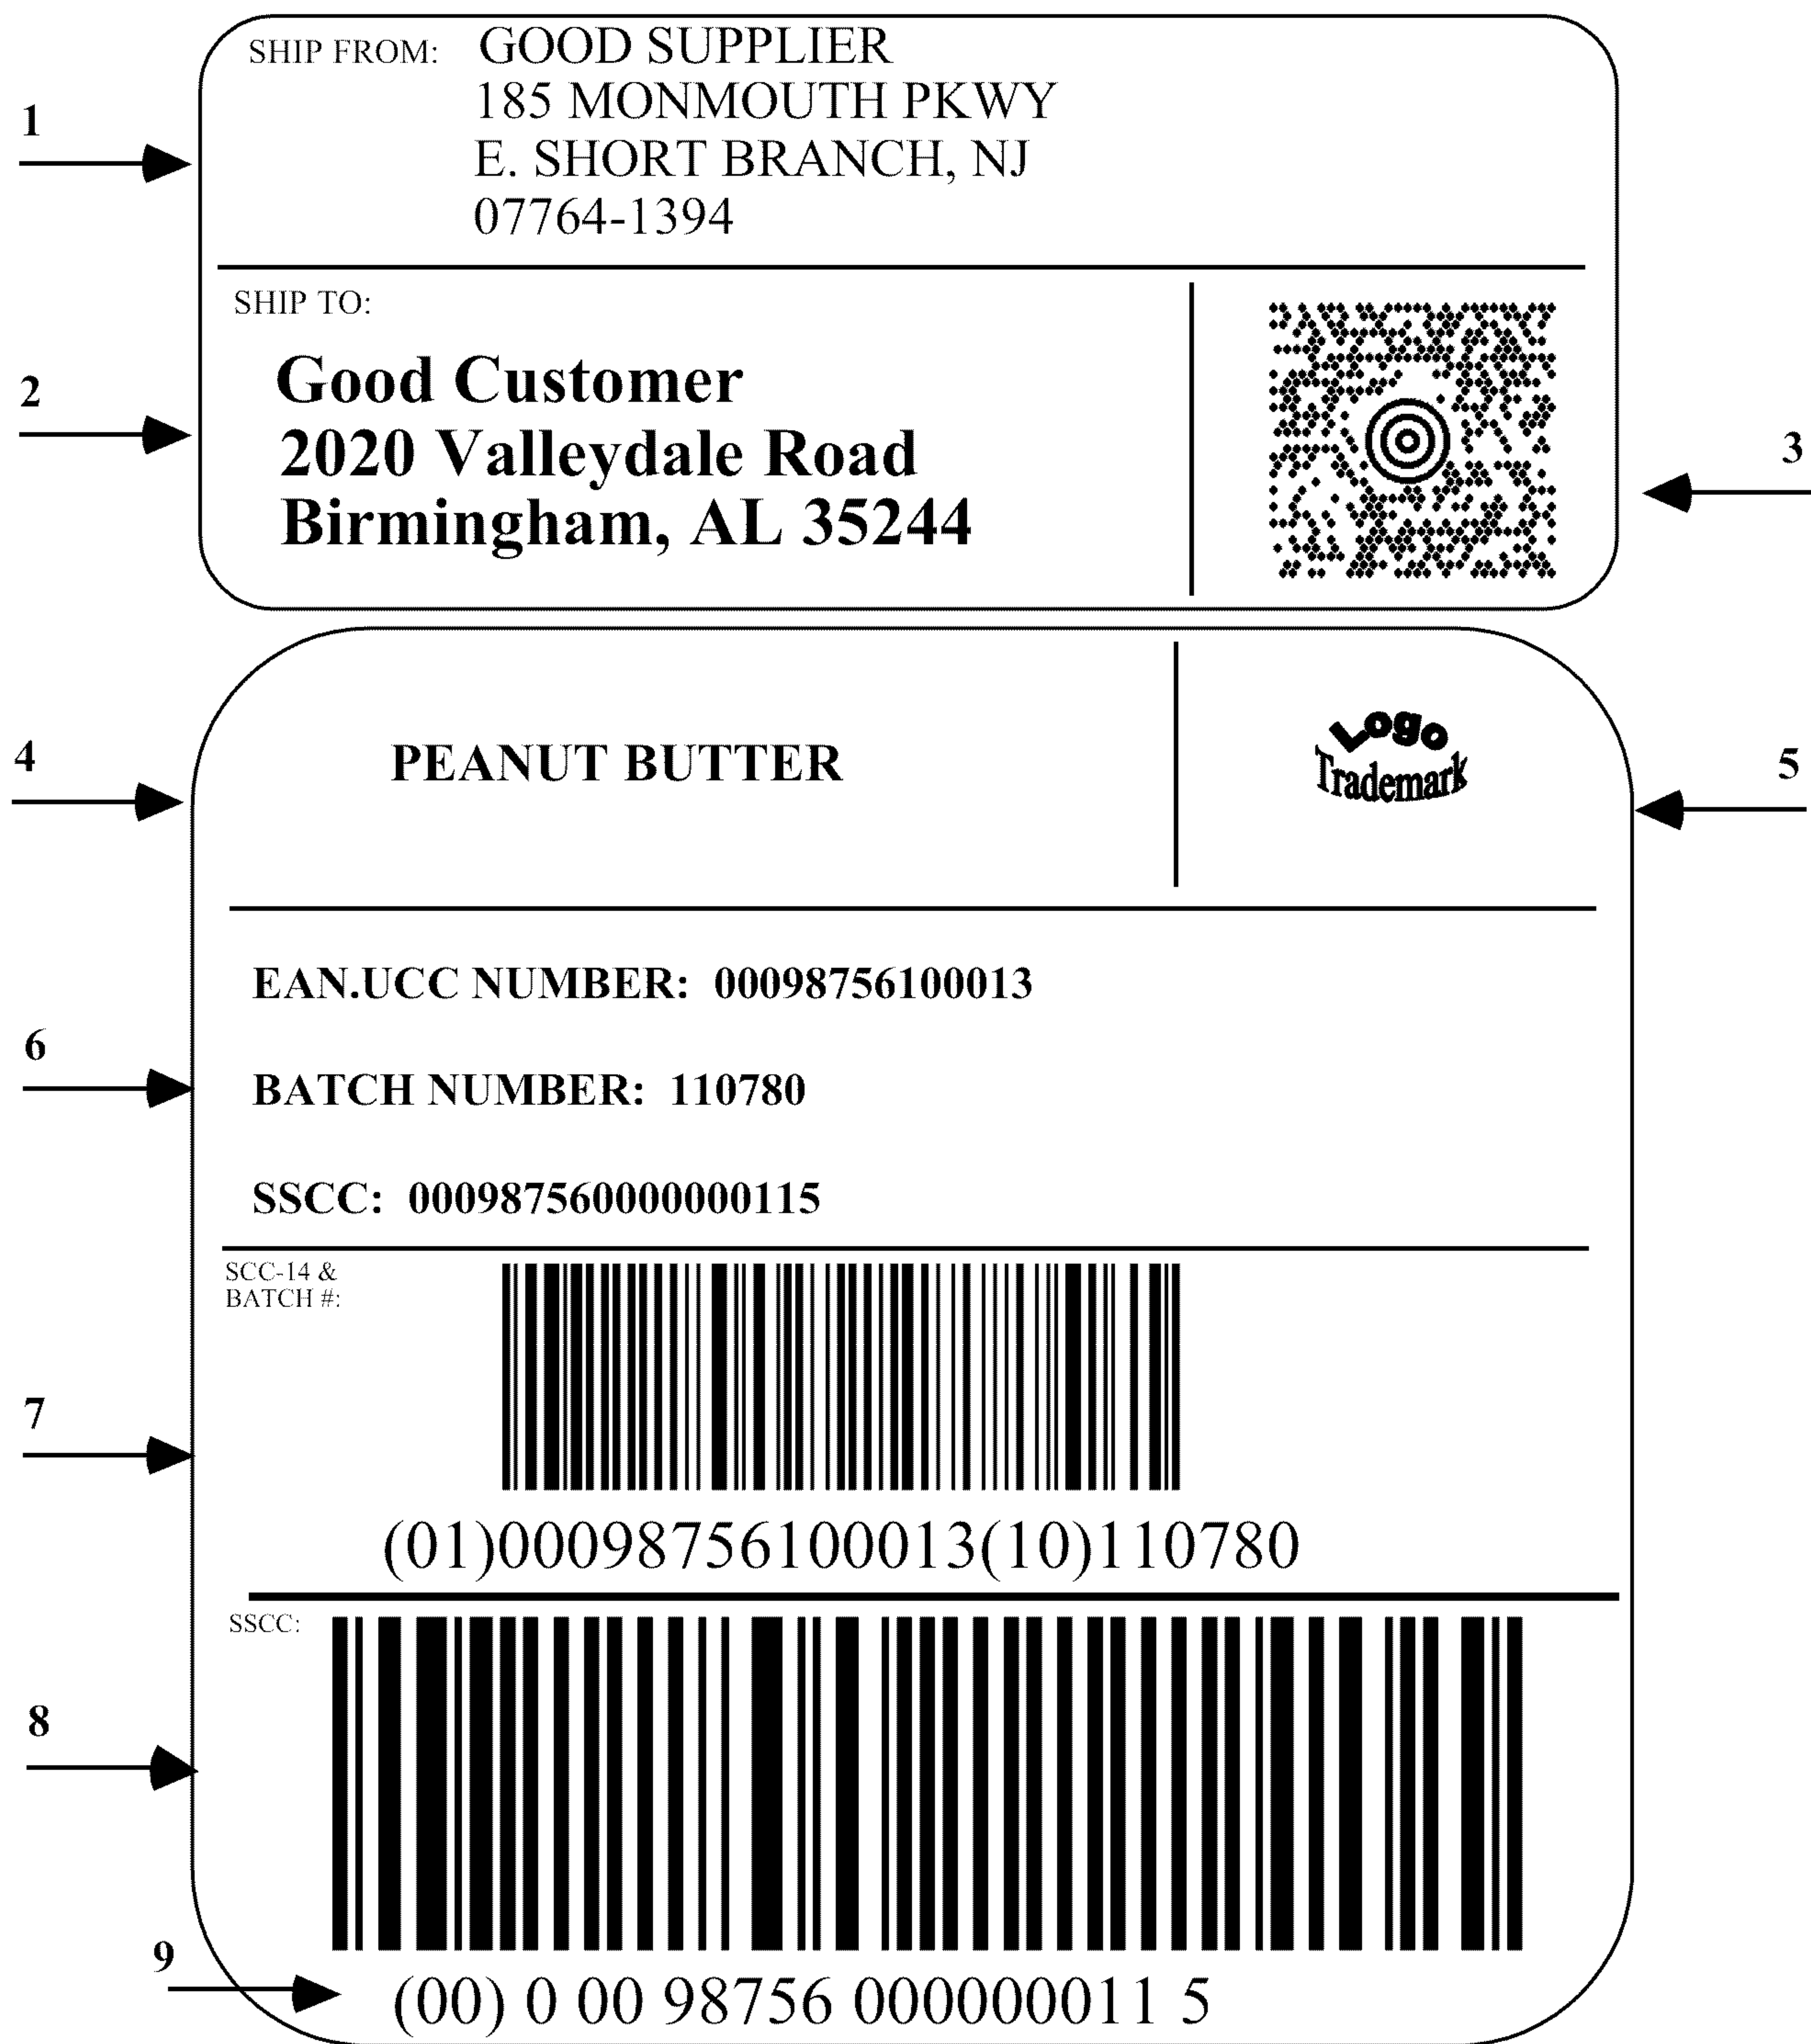 SHIP FROM: GOOD SUPPLIER
185 MONMOUTH PKWY
E. SHORT BRANCH, NJ
07764-1394
1
SHIP TO:
Good Customer
2020 Valleydale Road
Birmingham, AL 35244
2
3
4
PEANUT BUTTER
Logo
Trademark
5
EAN.UCC NUMBER: 00098756100013
6
BATCH NUMBER: 110780
SSCC: 000987560000000115
SCC-14 &
BATCH #:
7
(01)00098756100013(10)110780
SSCC:
8
9
(00) 0 00 98756 000000011 5